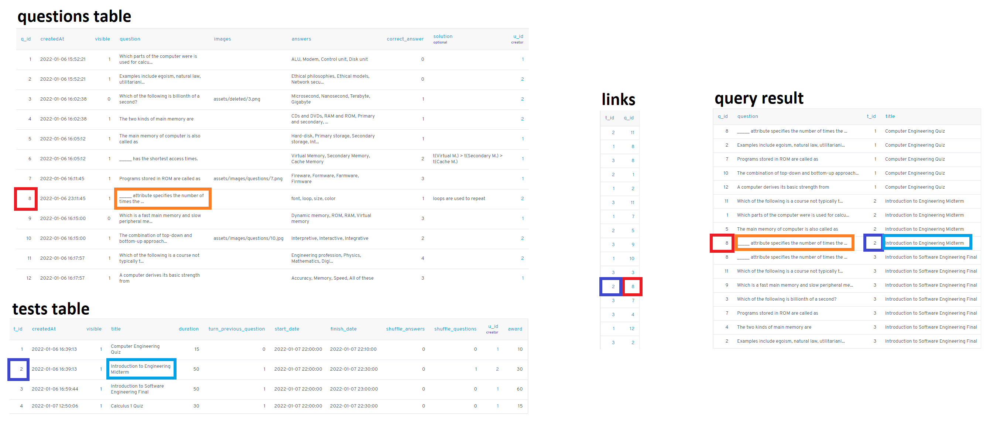 questions table
q_id createdAt visible question images answers correct_answer solution u_id
optional creator
1 2022-01-06 15:52:21 1 Which parts of the computer were is ALU, Modem, Control unit, Disk unit 0 1
used for calcu...
2 2022-01-06 15:52:21 1 Examples include egoism, natural law, Ethical philosophies, Ethical models, 0 2
utilitariani... Network secu...
3 2022-01-06 16:02:38 0 Which of the following is billionth of a assets/deleted/3.png Microsecond, Nanosecond, Terabyte, 1 2
second? Gigabyte
4 2022-01-06 16:02:38 1 The two kinds of main memory are CDs and DVDs, RAM and ROM, Primary 1 2
and secondary, ...
5 2022-01-06 16:05:12 1 The main memory of computer is also Hard-disk, Primary storage, Secondary 1 1
called as storage, Int...
6 2022-01-06 16:05:12 1 _____ has the shortest access times. Virtual Memory, Secondary Memory, 2 t(Virtual M.) > t(Secondary M.) > 1
Cache Memory t(Cache M.)
7 2022-01-06 16:11:45 1 Programs stored in ROM are called as assets/images/questions/7.png Fireware, Formware, Farmware, 3 1
Firmware
8 2022-01-06 23:11:45 1 _____ attribute specifies the number of font, loop, size, color 1 loops are used to repeat 2
times the ...
9 2022-01-06 16:15:00 0 Which is a fast main memory and slow Dynamic memory, ROM, RAM, Virtual 3 1
peripheral me... memory
10 2022-01-06 16:15:00 1 The combination of top-down and assets/images/questions/10.jpg Interpretive, Interactive, Integrative 2 2
bottom-up approach...
11 2022-01-06 16:17:57 1 Which of the following is a course not Engineering profession, Physics, 4 2
typically t... Mathematics, Digi...
12 2022-01-06 16:17:57 1 A computer derives its basic strength Accuracy, Memory, Speed, All of these 3 1
from
tests table
t_id createdAt visible title duration turn_previous_question start_date finish_date shuffle_answers shuffle_questions u_id award
creator
1 2022-01-06 16:39:13 1 Computer Engineering 15 0 2022-01-07 22:00:00 2022-01-07 22:10:00 0 0 1 10
Quiz
2 2022-01-06 16:39:13 1 Introduction to Engineering 50 1 2022-01-07 22:00:00 2022-01-07 22:30:00 0 1 2 30
Midterm
3 2022-01-06 16:59:44 1 Introduction to Software 50 1 2022-01-07 22:00:00 2022-01-07 23:00:00 0 0 1 60
Engineering Final
4 2022-01-07 12:50:06 1 Calculus 1 Quiz 30 1 2022-01-07 22:00:00 2022-01-07 22:30:00 0 0 1 15
links
t_id q_id
2 11
1 8
3 8
2 1
1 2
3 11
1 7
2 5
3 9
1 10
3 3
2 8
3 7
3 4
1 12
3 2
query result
q_id question t_id title
8 _____ attribute specifies the number of times the ... 1 Computer Engineering Quiz
2 Examples include egoism, natural law, utilitariani... 1 Computer Engineering Quiz
7 Programs stored in ROM are called as 1 Computer Engineering Quiz
10 The combination of top-down and bottom-up approach... 1 Computer Engineering Quiz
12 A computer derives its basic strength from 1 Computer Engineering Quiz
11 Which of the following is a course not typically t... 2 Introduction to Engineering Midterm
1 Which parts of the computer were is used for calcu... 2 Introduction to Engineering Midterm
5 The main memory of computer is also called as 2 Introduction to Engineering Midterm
8 _____ attribute specifies the number of times the ... 2 Introduction to Engineering Midterm
8 _____ attribute specifies the number of times the ... 3 Introduction to Software Engineering Final
11 Which of the following is a course not typically t... 3 Introduction to Software Engineering Final
9 Which is a fast main memory and slow peripheral me... 3 Introduction to Software Engineering Final
3 Which of the following is billionth of a second? 3 Introduction to Software Engineering Final
7 Programs stored in ROM are called as 3 Introduction to Software Engineering Final
4 The two kinds of main memory are 3 Introduction to Software Engineering Final
2 Examples include egoism, natural law, utilitariani... 3 Introduction to Software Engineering Final